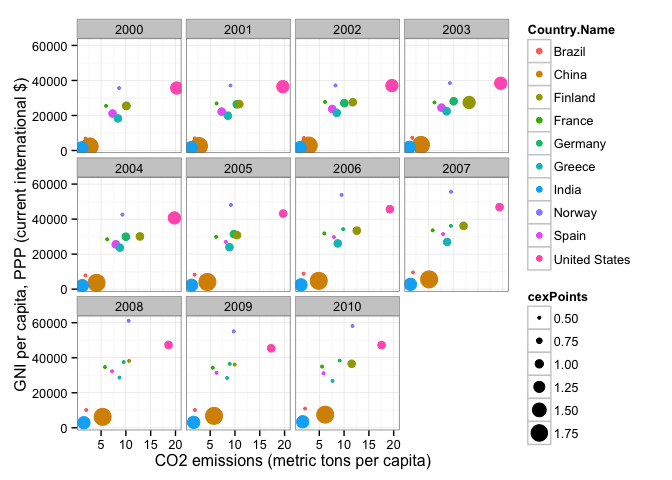 2000 2001 2002 2003
60000
40000
20000
0
2004 2005 2006 2007
60000
40000
20000
0
2008 2009 2010
60000
40000
20000
0
5 10 15 20 5 10 15 20 5 10 15 20
CO2 emissions (metric tons per capita)
GNI per capita, PPP (current international $)
Country.Name
Brazil
China
Finland
France
Germany
Greece
India
Norway
Spain
United States
cexPoints
0.50
0.75
1.00
1.25
1.50
1.75